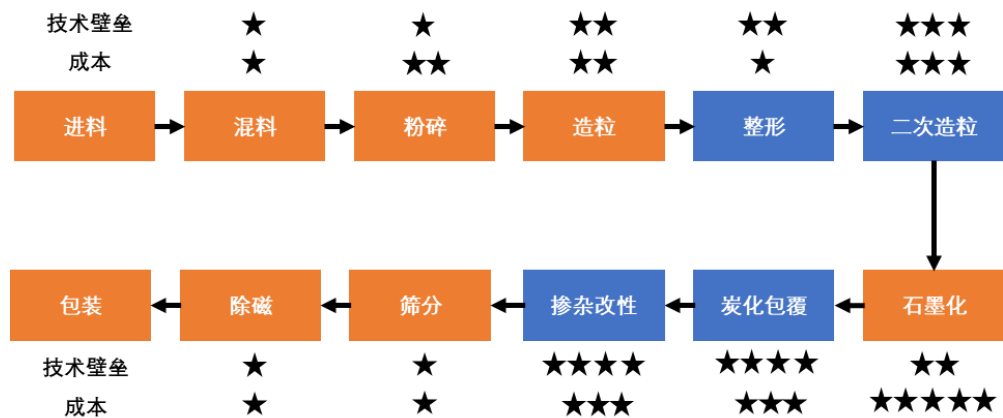 技术壁垒 ★ ★ ★★ ★★ ★★★
成本 ★ ★★ ★★ ★ ★★★
进料 混料 粉碎 造粒 整形 二次造粒
包装 除磁 筛分 掺杂改性 炭化包覆 石墨化
技术壁垒 ★ ★ ★★★★ ★★★★ ★★
成本 ★ ★ ★★★ ★★★ ★★★★★